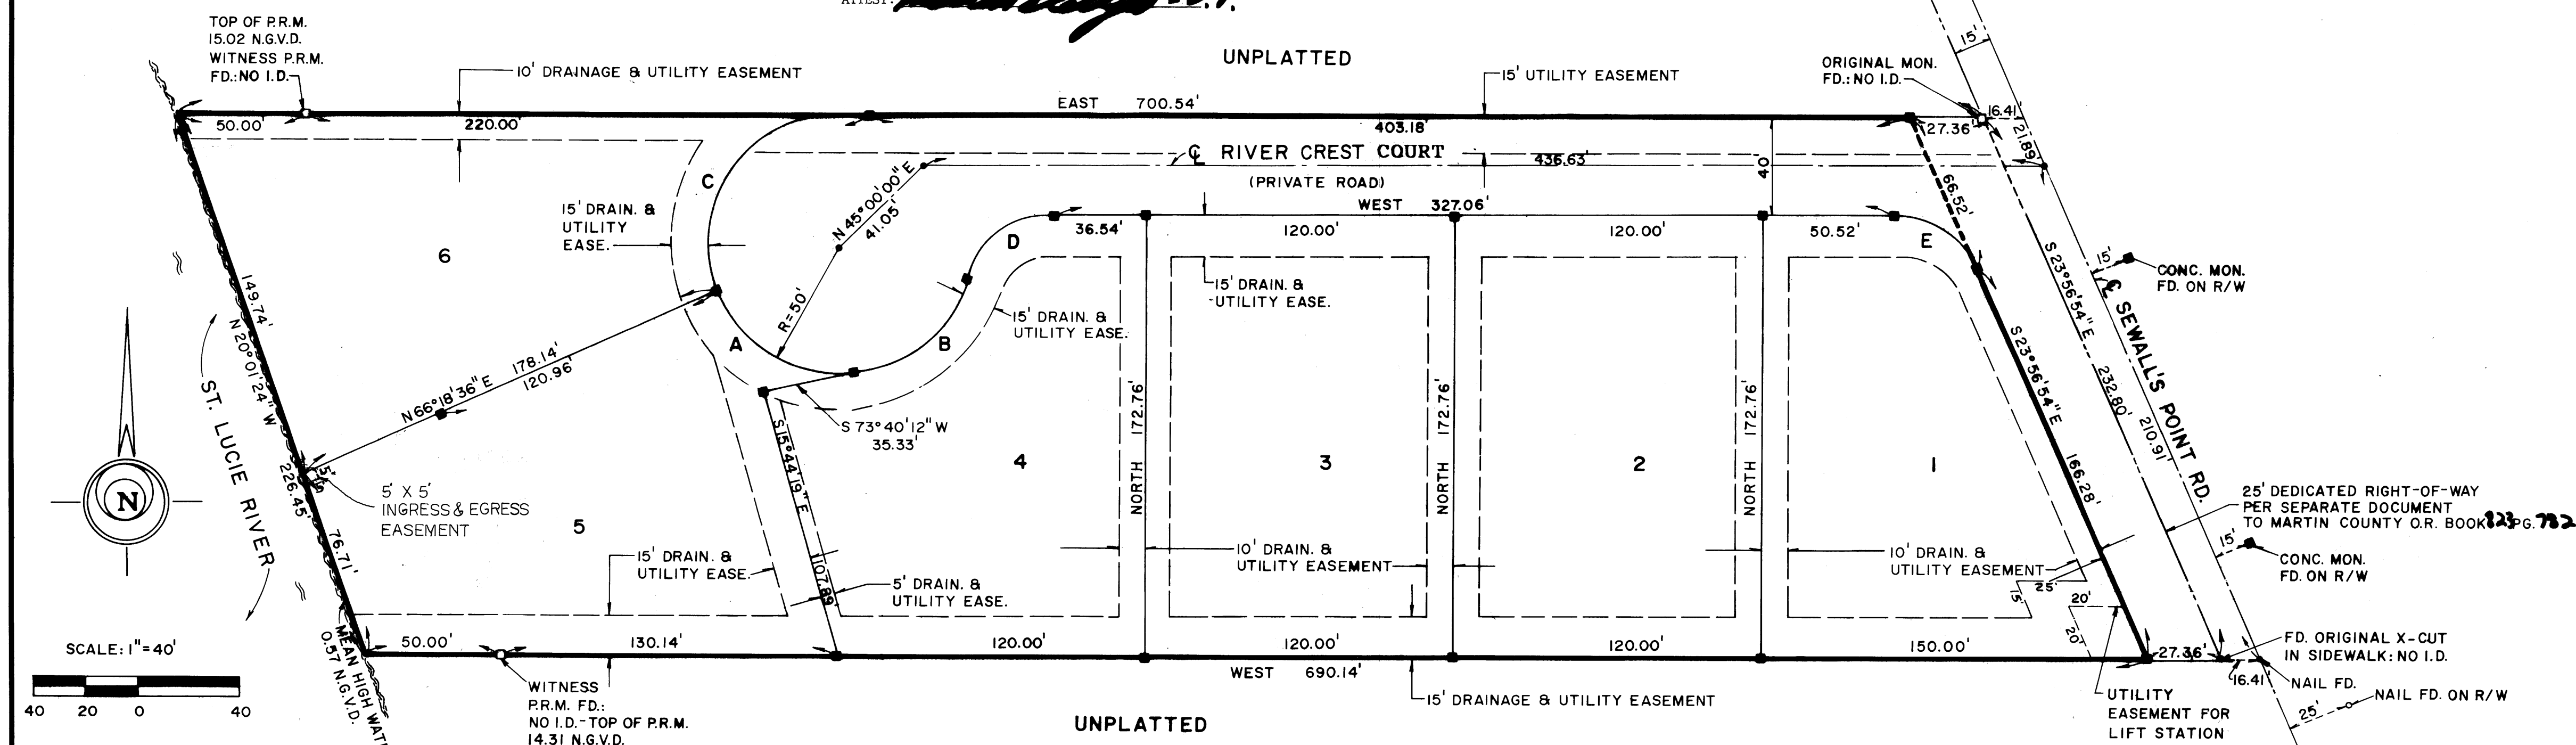 ATTEST:
TOP OF P.R.M.
15.02 N.G.V.D.
WITNESS P.R.M.
FD.: NO I.D.
10' DRAINAGE & UTILITY EASEMENT
UNPLATTED
15' UTILITY EASEMENT
ORIGINAL MON.
FD.: NO I.D.
15'
EAST 700.54'
50.00'
220.00'
403.18'
27.36'
16.41'
21.89'
℄ RIVER CREST COURT
436.63'
(PRIVATE ROAD)
40
66.52'
WEST 327.06'
C
N 45°00'00" E
41.05'
15' DRAIN. &
UTILITY
EASE.
6
D
36.54'
120.00'
120.00'
50.52'
E
15'
CONC. MON.
FD. ON R/W
149.74'
N 20°01'24" W
R=50'
15' DRAIN. &
UTILITY EASE.
15' DRAIN. &
UTILITY EASE.
A
B
S 23°56'54" E
232.80'
210.91'
℄ SEWALL'S POINT RD.
S 23°56'54" E
166.28'
N 66°18'36" E 178.14'
120.96'
ST. LUCIE RIVER
S 73°40'12" W
35.33'
S 15°44'19" E
107.89'
NORTH 172.76'
NORTH 172.76'
NORTH 172.76'
4
3
2
1
5'
5'
226.45'
76.71'
5' X 5'
INGRESS & EGRESS
EASEMENT
5
N
25' DEDICATED RIGHT-OF-WAY
PER SEPARATE DOCUMENT
TO MARTIN COUNTY O.R. BOOK 823 PG. 782
15'
CONC. MON.
FD. ON R/W
15' DRAIN. &
UTILITY EASE.
5' DRAIN. &
UTILITY EASE.
10' DRAIN. &
UTILITY EASEMENT
10' DRAIN. &
UTILITY EASEMENT
25'
15'
20'
20'
MEAN HIGH WAT
0.57 N.G.V.D.
SCALE: 1"=40'
40 20 0 40
50.00'
130.14'
120.00'
120.00'
120.00'
150.00'
27.36'
16.41'
FD. ORIGINAL X-CUT
IN SIDEWALK: NO I.D.
WEST 690.14'
WITNESS
P.R.M. FD.:
NO I.D.-TOP OF P.R.M.
14.31 N.G.V.D.
15' DRAINAGE & UTILITY EASEMENT
UNPLATTED
UTILITY
EASEMENT FOR
LIFT STATION
NAIL FD.
NAIL FD. ON R/W
25'